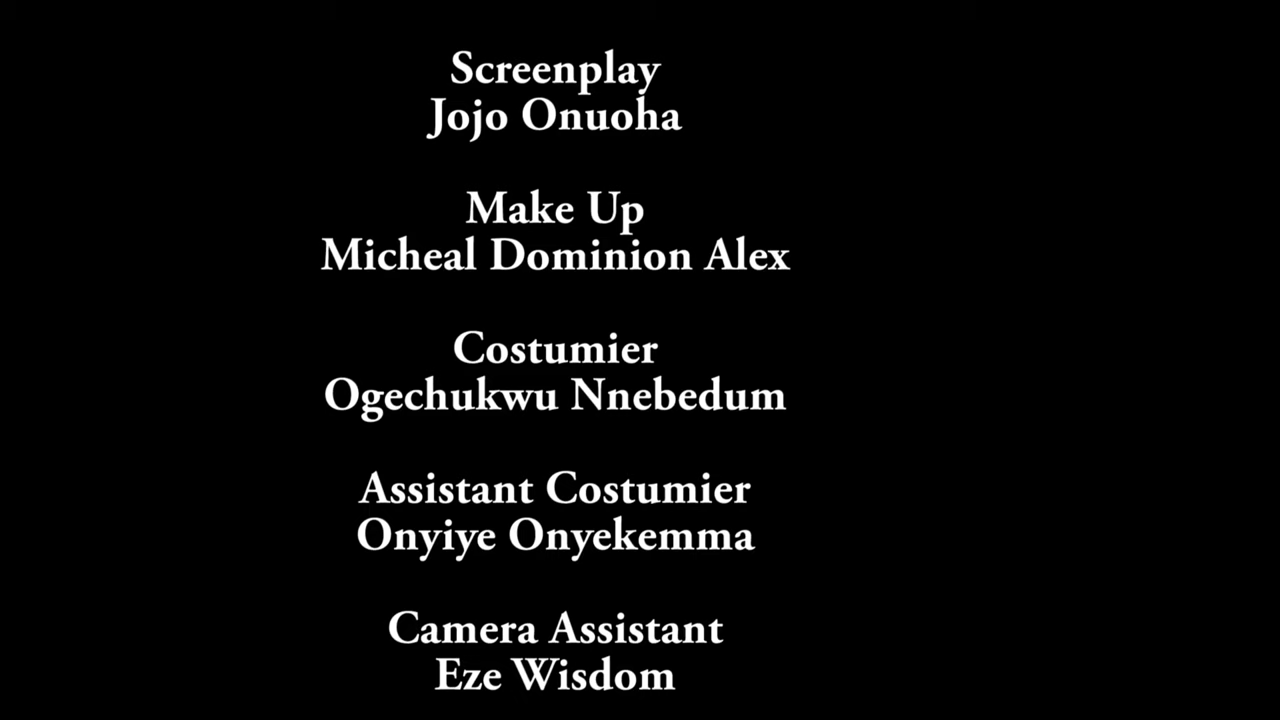 Screenplay
Jojo Onuoha
Make Up
Micheal Dominion Alex
Costumier
Ogechukwu Nnebedum
Assistant Costumier
Onyiye Onyekemma
Camera Assistant
Eze Wisdom